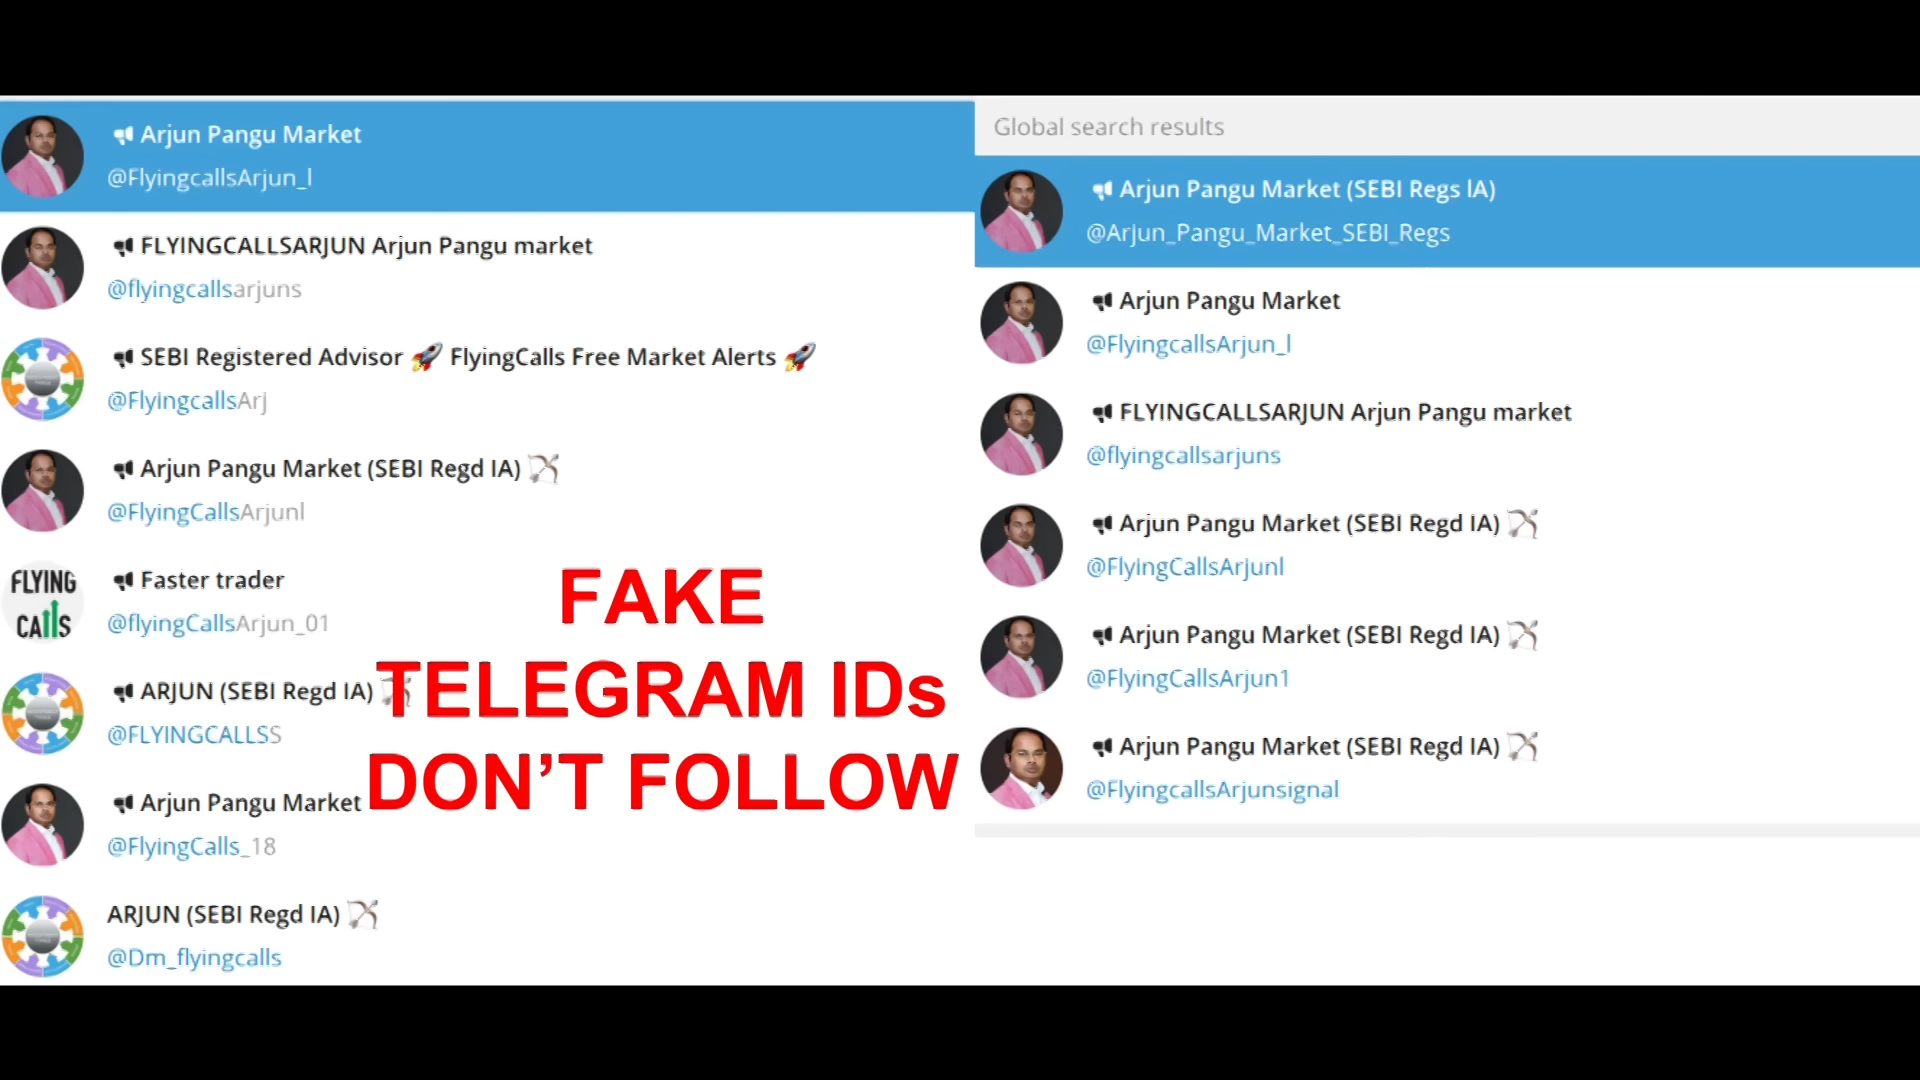 Arjun Pangu Market
@FlyingcallsArjun_l
FLYINGCALLSARJUN Arjun Pangu market
@flyingcallsarjuns
SEBI Registered Advisor 🚀 FlyingCalls Free Market Alerts 🚀
@FlyingcallsArj
Arjun Pangu Market (SEBI Regd IA) 🏹
@FlyingCallsArjunl
FLYING
CALLS
Faster trader
@flyingCallsArjun_01
ARJUN (SEBI Regd IA) 🏹
@FLYINGCALLSS
Arjun Pangu Market
@FlyingCalls_18
ARJUN (SEBI Regd IA) 🏹
@Dm_flyingcalls
FAKE
TELEGRAM IDs
DON'T FOLLOW
Global search results
Arjun Pangu Market (SEBI Regs lA)
@Arjun_Pangu_Market_SEBI_Regs
Arjun Pangu Market
@FlyingcallsArjun_l
FLYINGCALLSARJUN Arjun Pangu market
@flyingcallsarjuns
Arjun Pangu Market (SEBI Regd IA) 🏹
@FlyingCallsArjunl
Arjun Pangu Market (SEBI Regd IA) 🏹
@FlyingCallsArjun1
Arjun Pangu Market (SEBI Regd IA) 🏹
@FlyingcallsArjunsignal